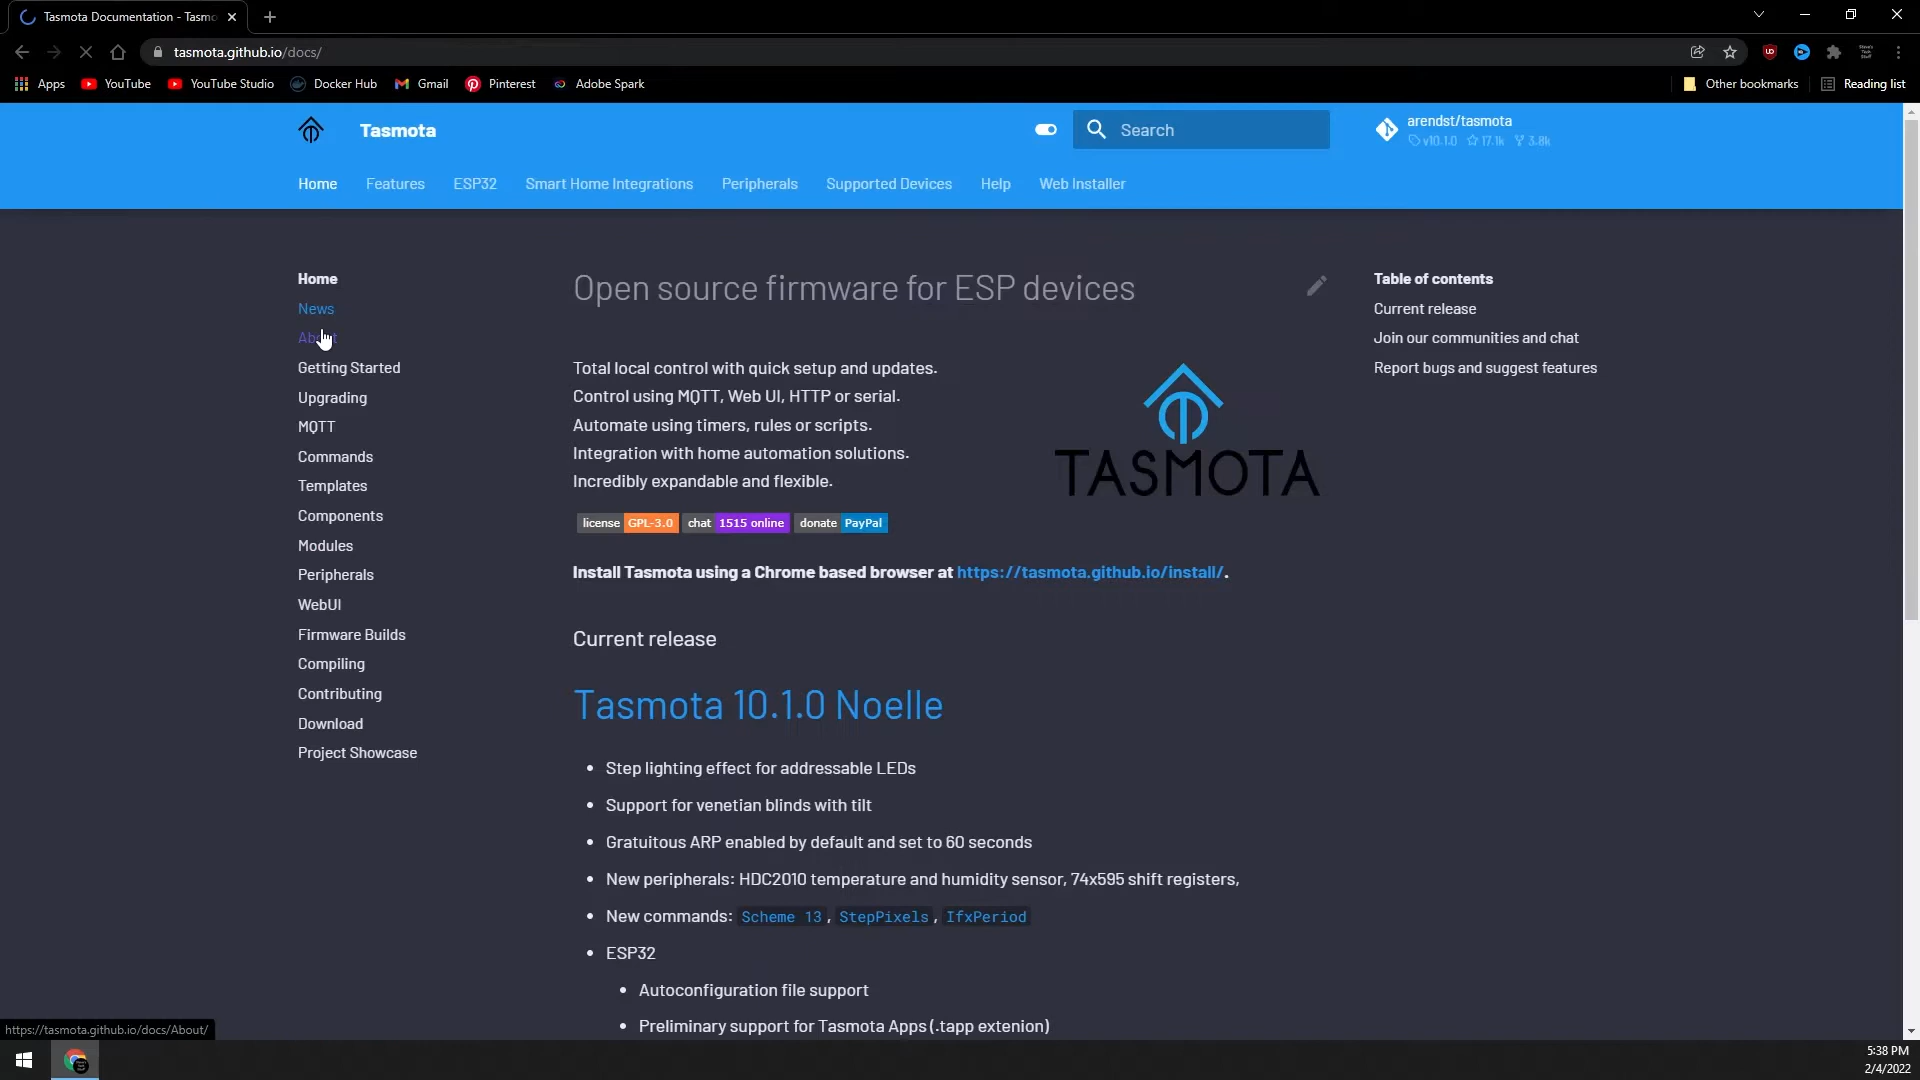 Tasmota Documentation - Tasmo
tasmota.github.io/docs/
Apps YouTube YouTube Studio Docker Hub Gmail Pinterest Adobe Spark Other bookmarks Reading list
Tasmota
Search
arendst/tasmota
v10.1.0 17.1k 3.8k
Home Features ESP32 Smart Home Integrations Peripherals Supported Devices Help Web Installer
Home
News
About
Getting Started
Upgrading
MQTT
Commands
Templates
Components
Modules
Peripherals
WebUI
Firmware Builds
Compiling
Contributing
Download
Project Showcase
Open source firmware for ESP devices
Total local control with quick setup and updates.
Control using MQTT, Web UI, HTTP or serial.
Automate using timers, rules or scripts.
Integration with home automation solutions.
Incredibly expandable and flexible.
TASMOTA
license GPL-3.0 chat 1515 online donate PayPal
Install Tasmota using a Chrome based browser at https://tasmota.github.io/install/.
Current release
Tasmota 10.1.0 Noelle
• Step lighting effect for addressable LEDs
• Support for venetian blinds with tilt
• Gratuitous ARP enabled by default and set to 60 seconds
• New peripherals: HDC2010 temperature and humidity sensor, 74x595 shift registers,
• New commands: Scheme 13, StepPixels, IfxPeriod
• ESP32
• Autoconfiguration file support
• Preliminary support for Tasmota Apps (.tapp extenion)
Table of contents
Current release
Join our communities and chat
Report bugs and suggest features
https://tasmota.github.io/docs/About/
5:38 PM
2/4/2022